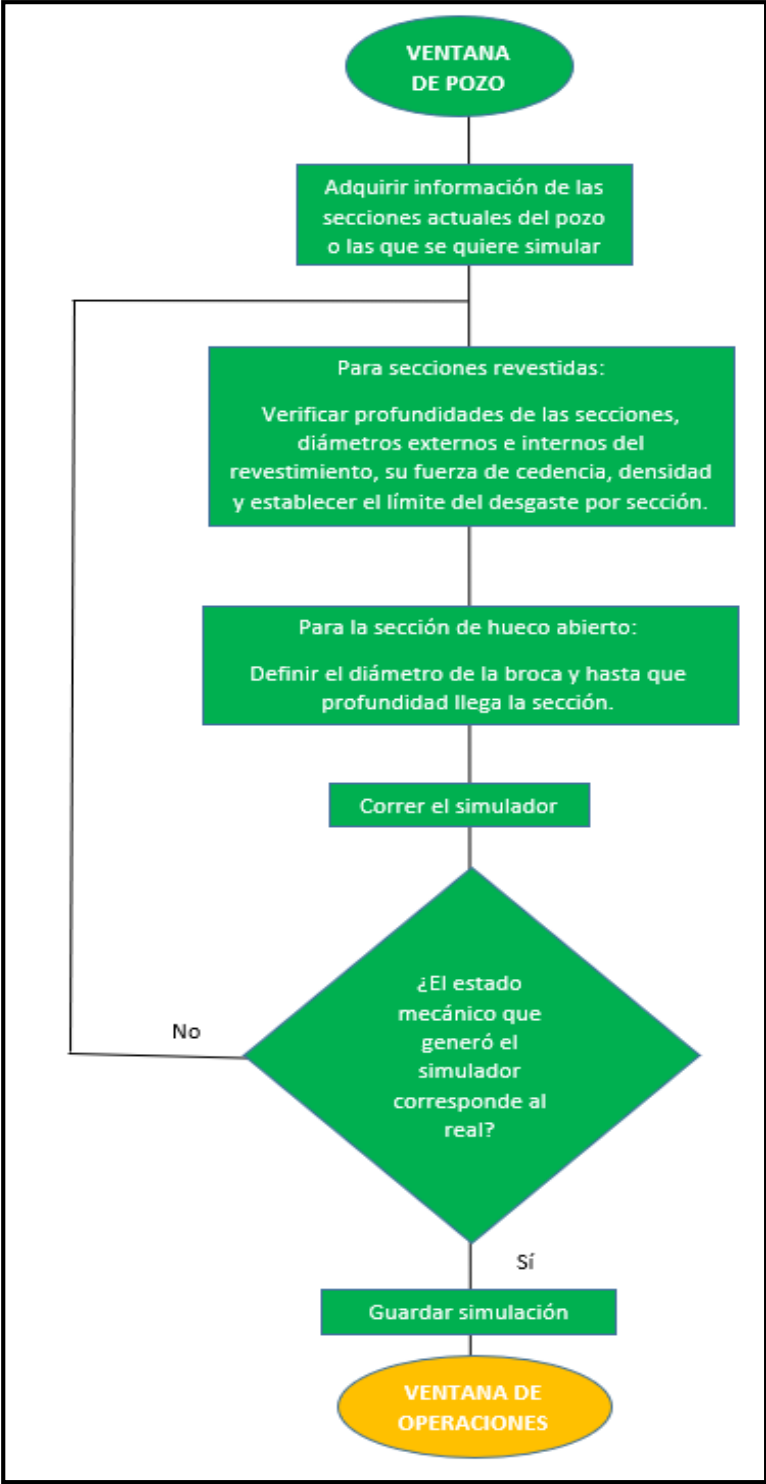 VENTANA
DE POZO
Adquirir información de las
secciones actuales del pozo
o las que se quiere simular
Para secciones revestidas:
Verificar profundidades de las secciones,
diámetros externos e internos del
revestimiento, su fuerza de cedencia, densidad
y establecer el límite del desgaste por sección.
Para la sección de hueco abierto:
Definir el diámetro de la broca y hasta que
profundidad llega la sección.
Correr el simulador
¿El estado
mecánico que
generó el
simulador
corresponde al
real?
No
Sí
Guardar simulación
VENTANA DE
OPERACIONES